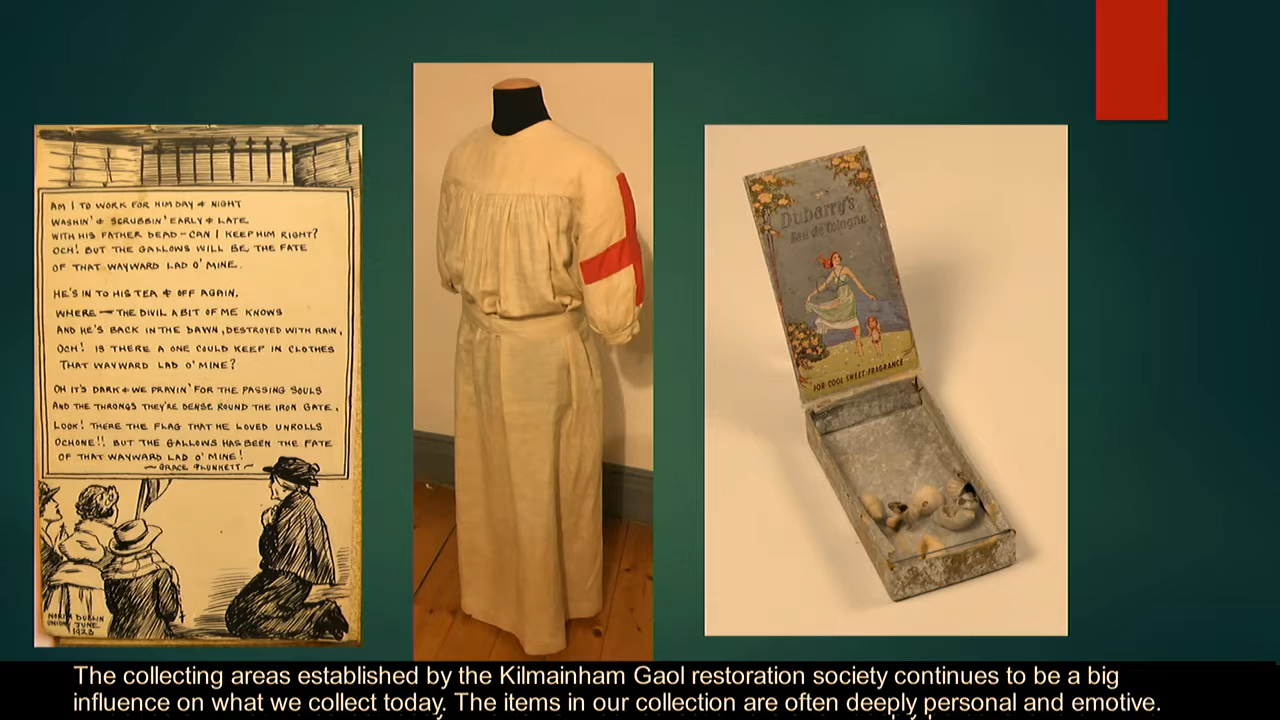 AM I TO WORK FOR HIM DAY & NIGHT
WASHIN' & SCRUBBIN' EARLY & LATE
WITH HIS FATHER DEAD - CAN I KEEP HIM RIGHT?
OCH! BUT THE GALLOWS WILL BE THE FATE
OF THAT WAYWARD LAD O' MINE.
HE'S IN TO HIS TEA & OFF AGAIN,
WHERE — THE DIVIL A BIT OF ME KNOWS
AND HE'S BACK IN THE DAWN, DESTROYED WITH RAIN,
OCH! IS THERE A ONE COULD KEEP IN CLOTHES
THAT WAYWARD LAD O' MINE?
OH IT'S DARK & WE PRAYIN' FOR THE PASSING SOULS
AND THE THRONGS THEY'RE DENSE ROUND THE IRON GATE,
LOOK! THERE THE FLAG THAT HE LOVED UNROLLS
OCHONE!! BUT THE GALLOWS HAS BEEN THE FATE
OF THAT WAYWARD LAD O' MINE!
~ GRACE PLUNKETT ~
NORTH DUBLIN
UNION JUNE
1923
Dubarry's
Eau de Cologne
FOR COOL SWEET FRAGRANCE
The collecting areas established by the Kilmainham Gaol restoration society continues to be a big
influence on what we collect today. The items in our collection are often deeply personal and emotive.